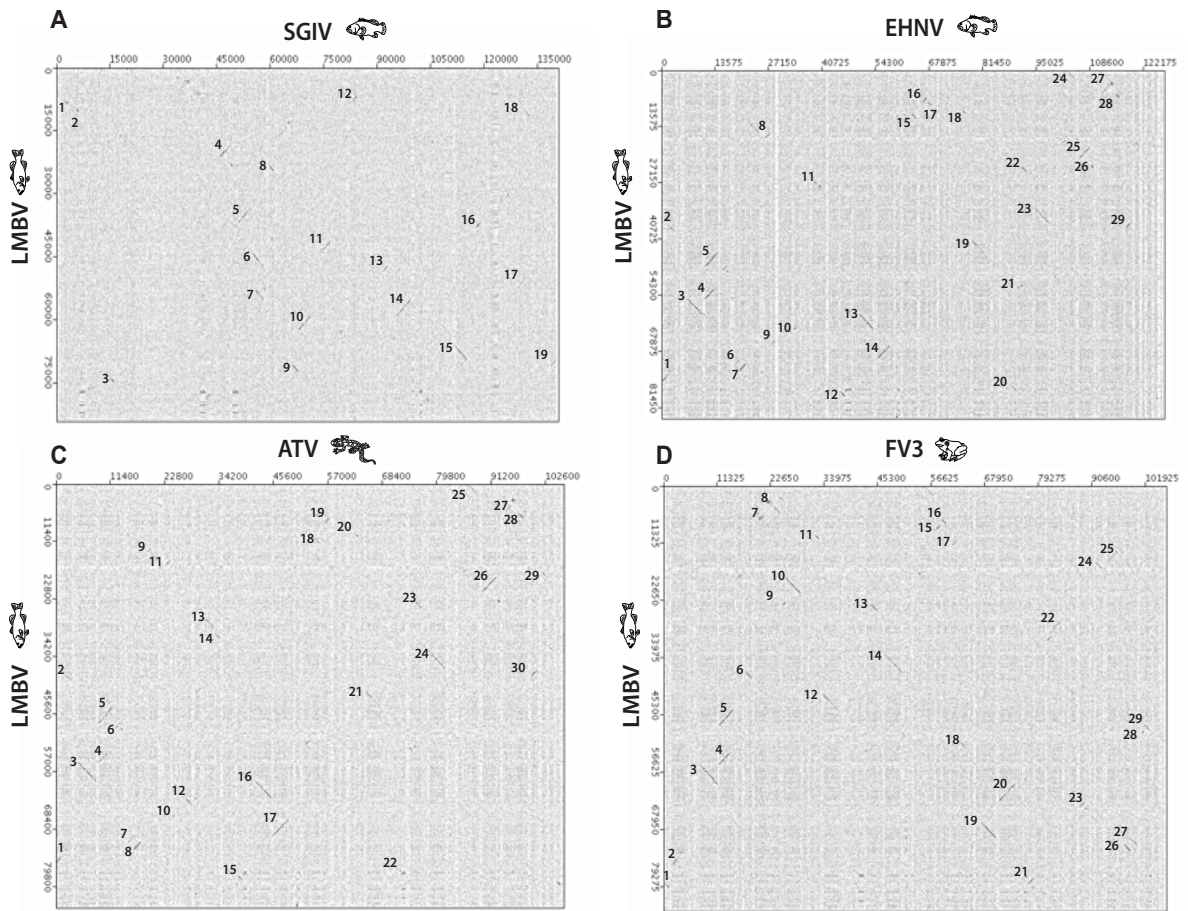 A
SGIV
0 15000 30000 45000 60000 75000 90000 105000 120000 135000
0 15000 30000 45000 60000 75000
LMBV
1 2 3 4 5 6 7 8 9 10 11 12 13 14 15 16 17 18 19
B
EHNV
0 13575 27150 40725 54300 67875 81450 95025 108600 122175
0 13575 27150 40725 54300 67875 81450
LMBV
1 2 3 4 5 6 7 8 9 10 11 12 13 14 15 16 17 18 19 20 21 22 23 24 25 26 27 28 29
C
ATV
0 11400 22800 34200 45600 57000 68400 79800 91200 102600
0 11400 22800 34200 45600 57000 68400 79800
LMBV
1 2 3 4 5 6 7 8 9 10 11 12 13 14 15 16 17 18 19 20 21 22 23 24 25 26 27 28 29 30
D
FV3
0 11325 22650 33975 45300 56625 67950 79275 90600 101925
0 11325 22650 33975 45300 56625 67950 79275
LMBV
1 2 3 4 5 6 7 8 9 10 11 12 13 14 15 16 17 18 19 20 21 22 23 24 25 26 27 28 29